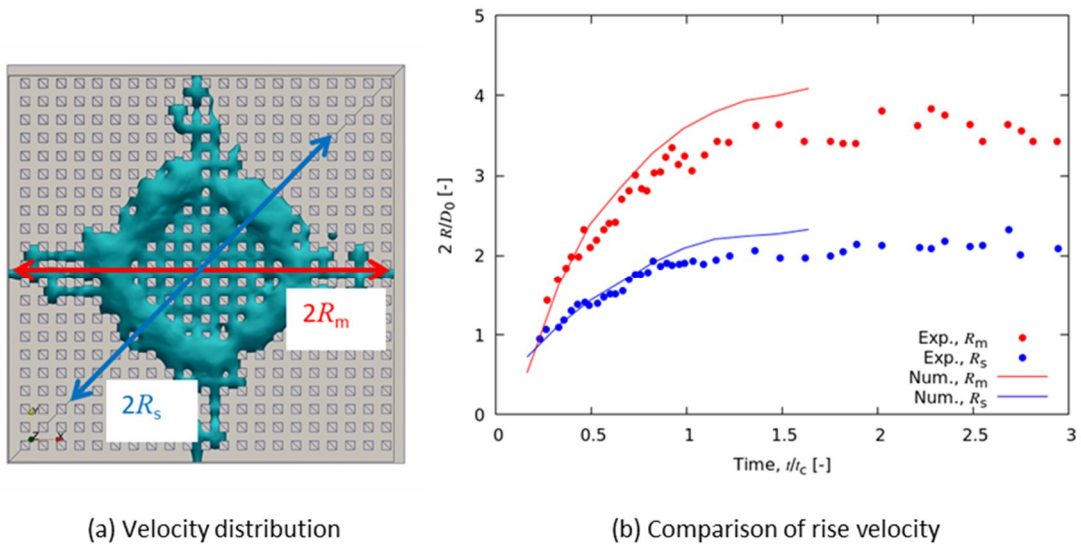 2Rm
2Rs
Y
Z X
5
4
3
2
1
0
2 R/D0 [-]
Exp., Rm
Exp., Rs
Num., Rm
Num., Rs
0.5 1 1.5 2 2.5 3
Time, t/tc [-]
(a) Velocity distribution
(b) Comparison of rise velocity